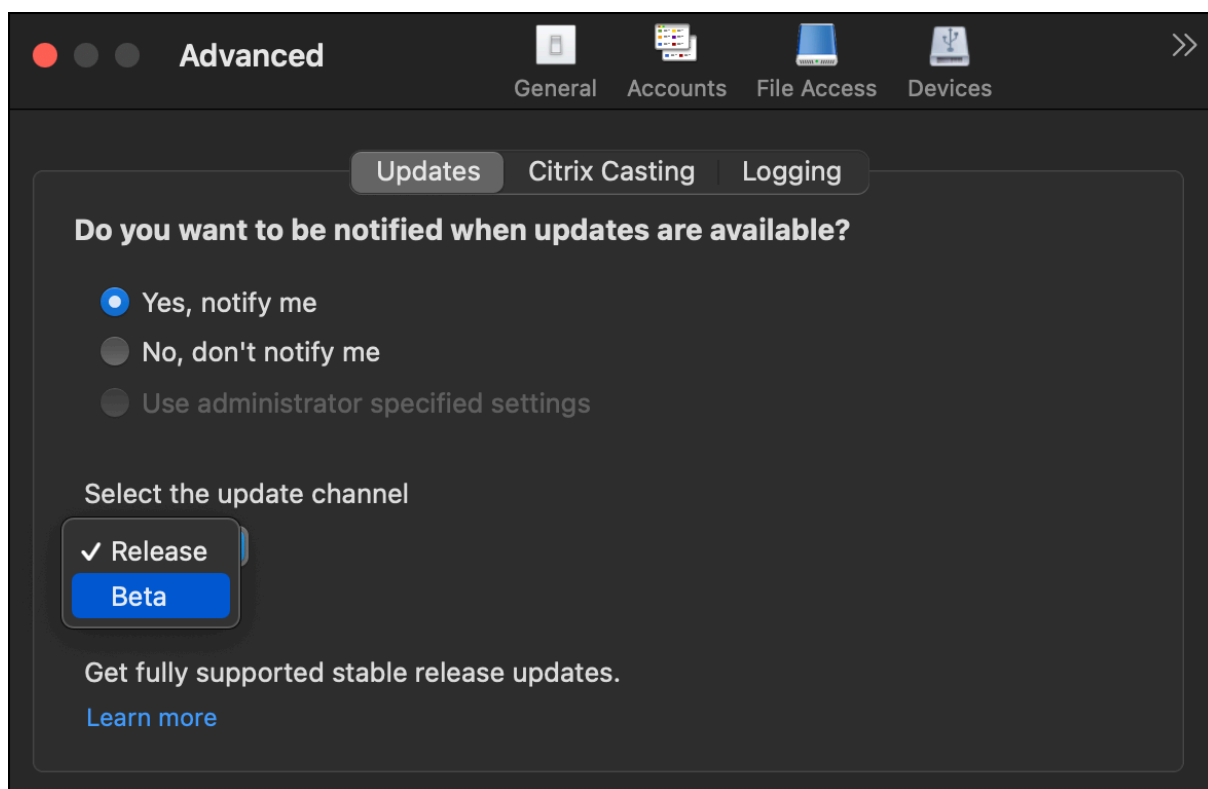 Advanced
General Accounts File Access Devices
Updates Citrix Casting Logging
Do you want to be notified when updates are available?
Yes, notify me
No, don't notify me
Use administrator specified settings
Select the update channel
✓ Release
Beta
Get fully supported stable release updates.
Learn more